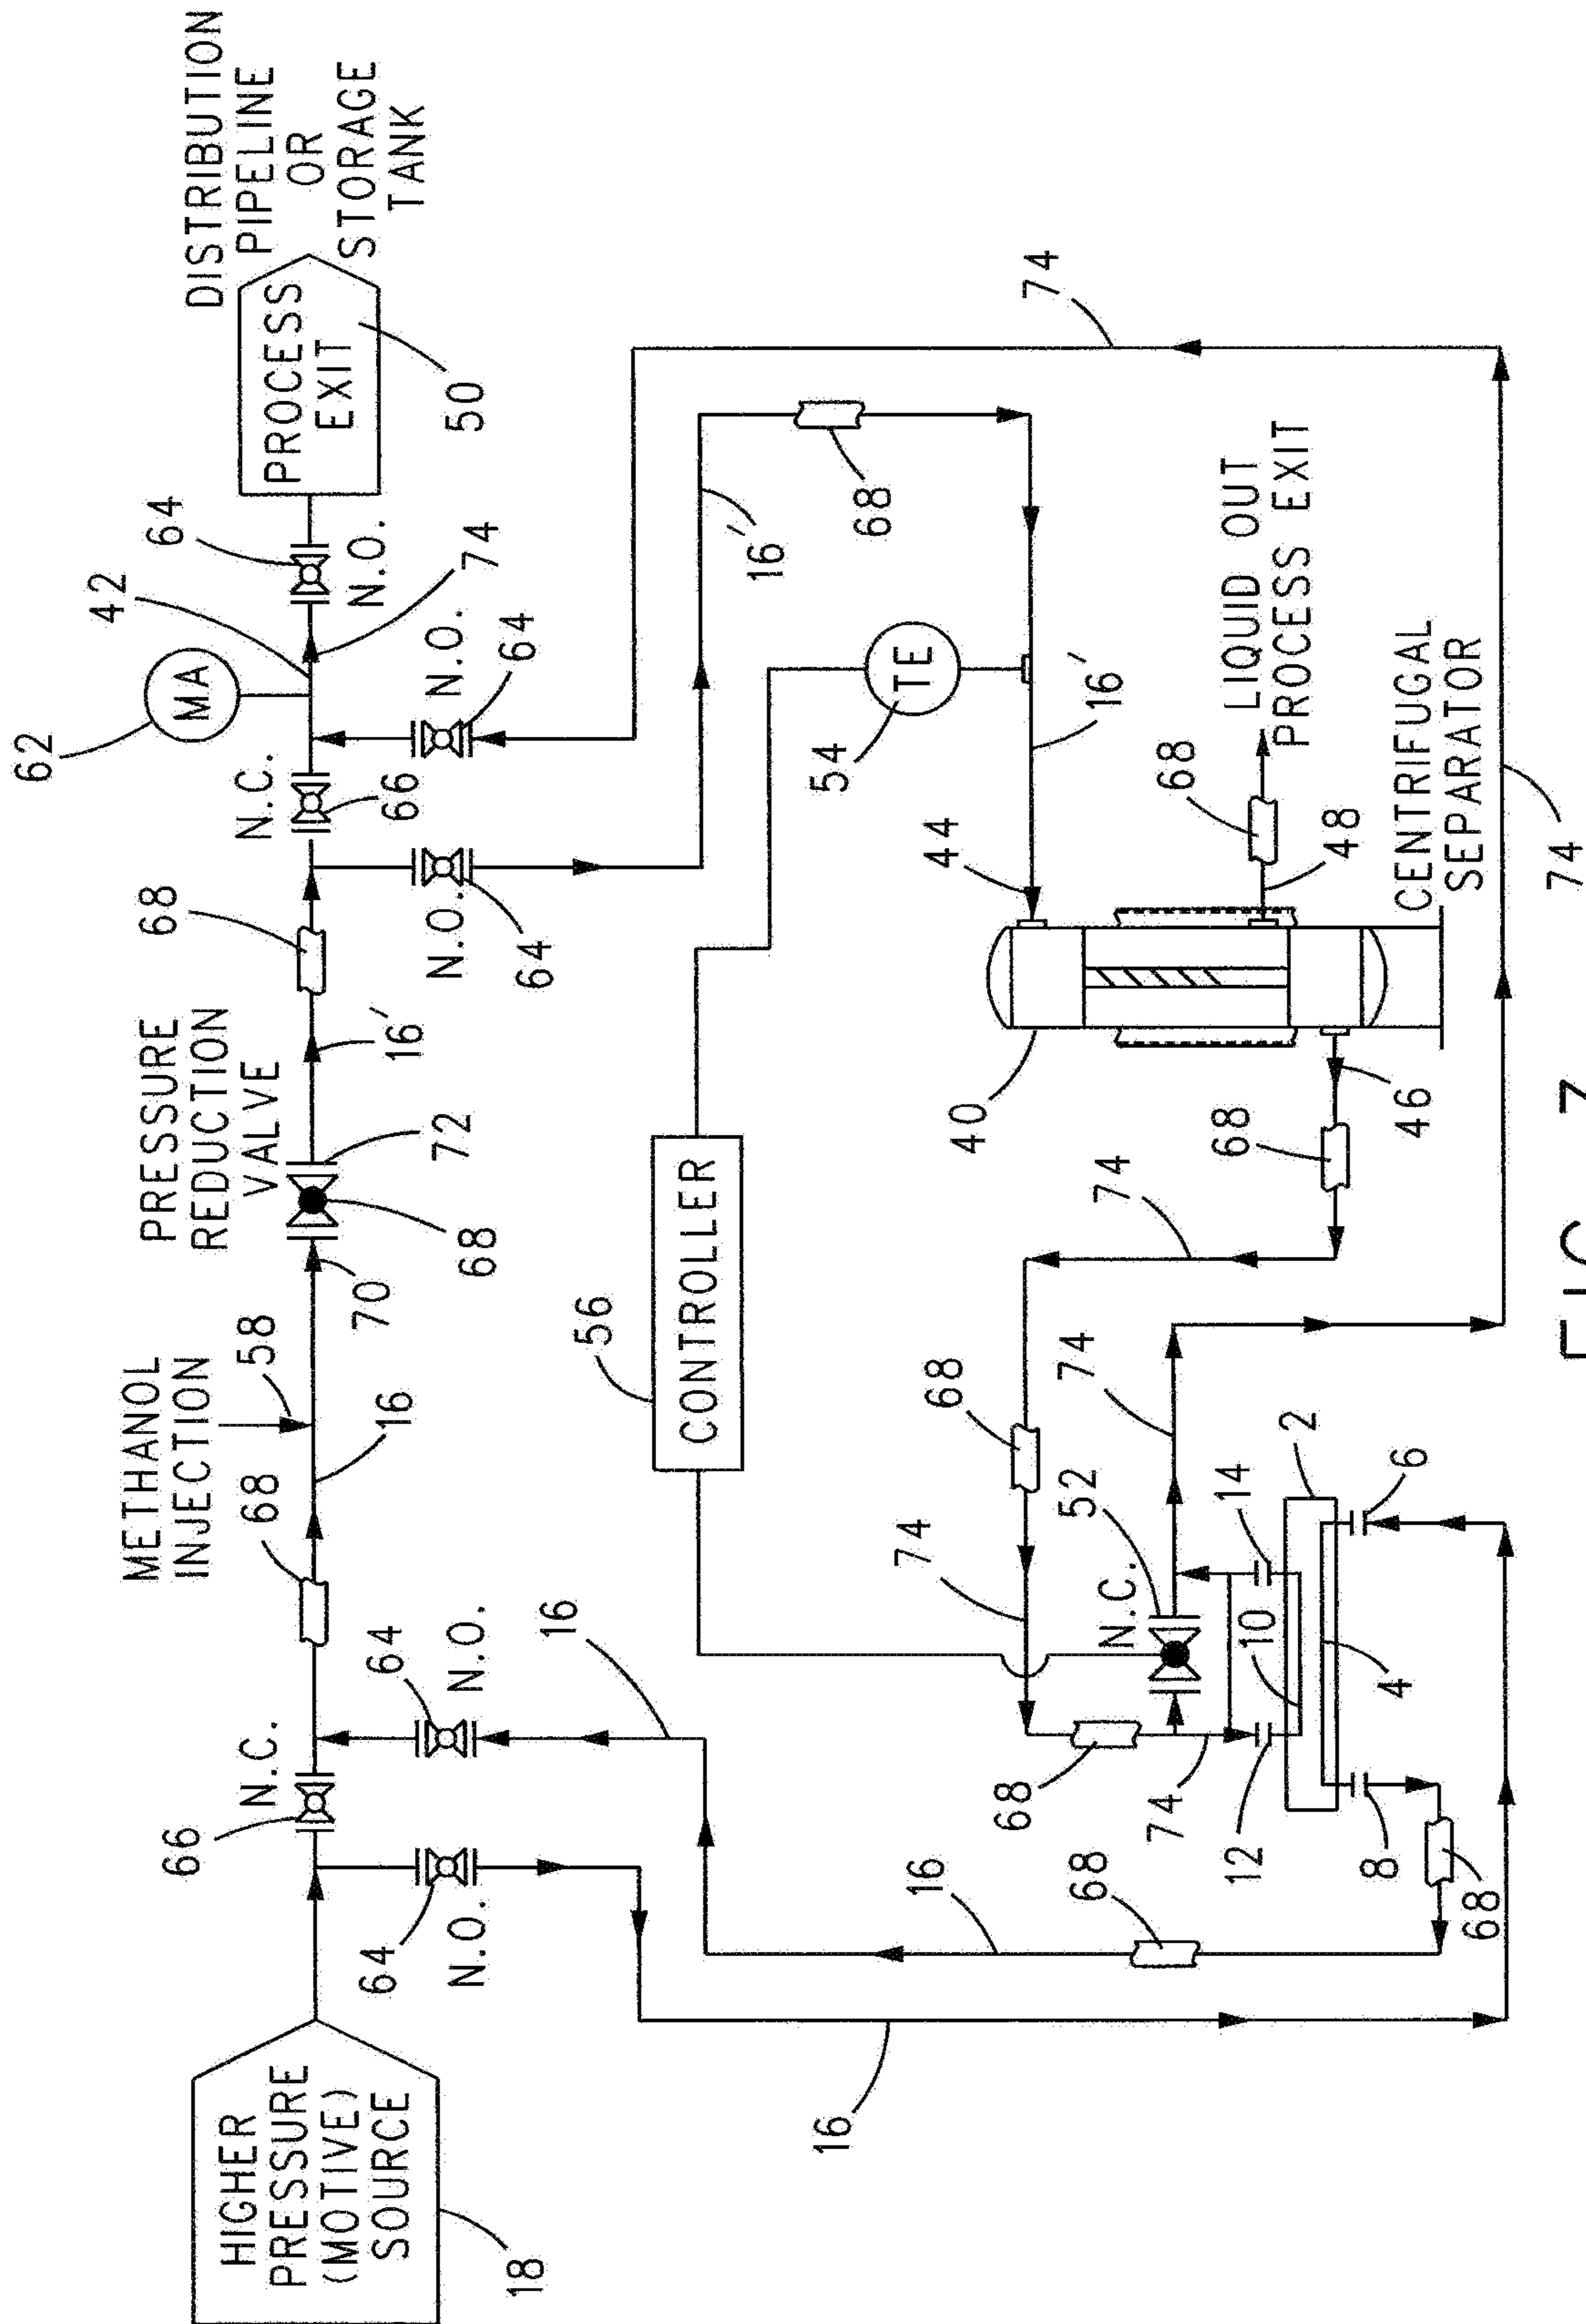 HIGHER
PRESSURE
(MOTIVE)
SOURCE
18
66
N.C.
64
N.O.
64
N.O.
16
68
METHANOL
INJECTION
58
16
70
PRESSURE
REDUCTION
VALVE
68
72
16'
68
N.C.
66
N.O.
64
62
MA
42
64
N.O.
74
N.O.
64
PROCESS
EXIT
50
DISTRIBUTION
PIPELINE
OR
STORAGE
TANK
16
16
68
56
CONTROLLER
54
TE
16'
68
16'
74
74
68
74
68
74
40
44
N.C.
52
74
68
46
68
48
LIQUID OUT
PROCESS EXIT
CENTRIFUGAL
SEPARATOR
74
12
10
14
2
8
4
6
68
74